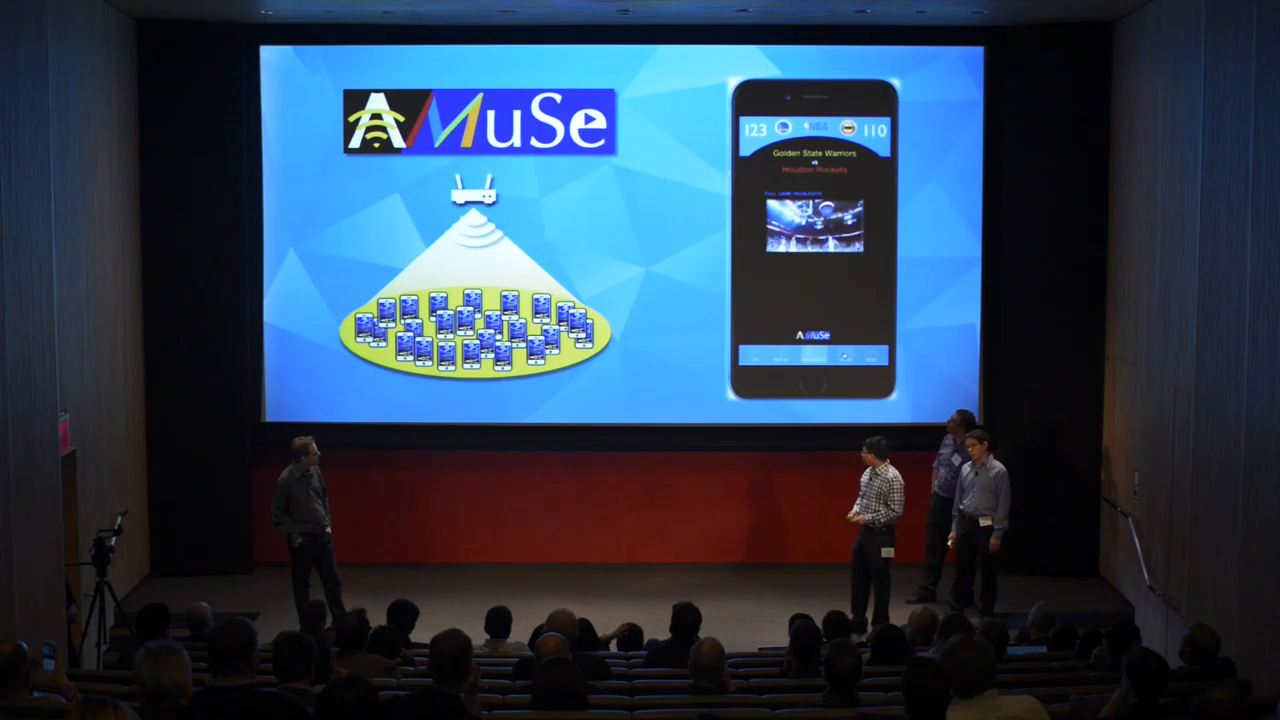 AMuSe
123 NBA 110
Golden State Warriors
vs
Houston Rockets
FULL GAME HIGHLIGHTS
AMuSe